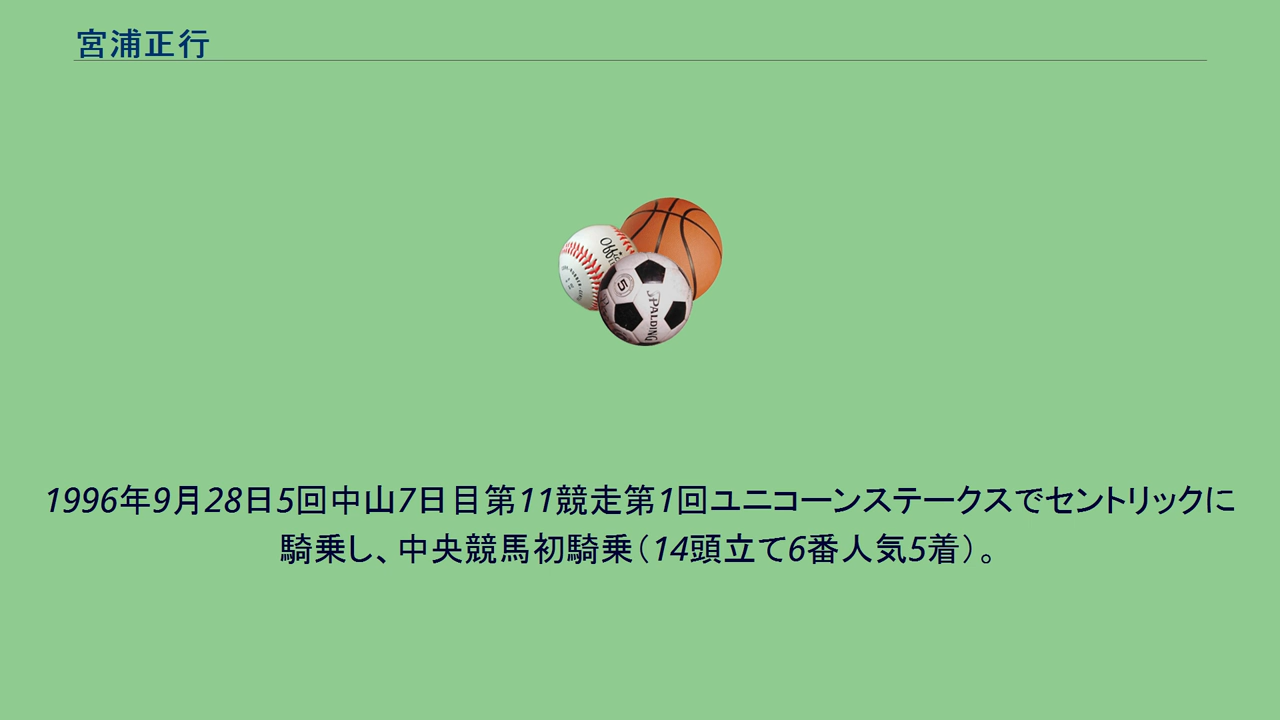 宮浦正行
Offic
5
SPALDING
1996年9月28日5回中山7日目第11競走第1回ユニコーンステークスでセントリックに
騎乗し、中央競馬初騎乗（14頭立て6番人気5着）。